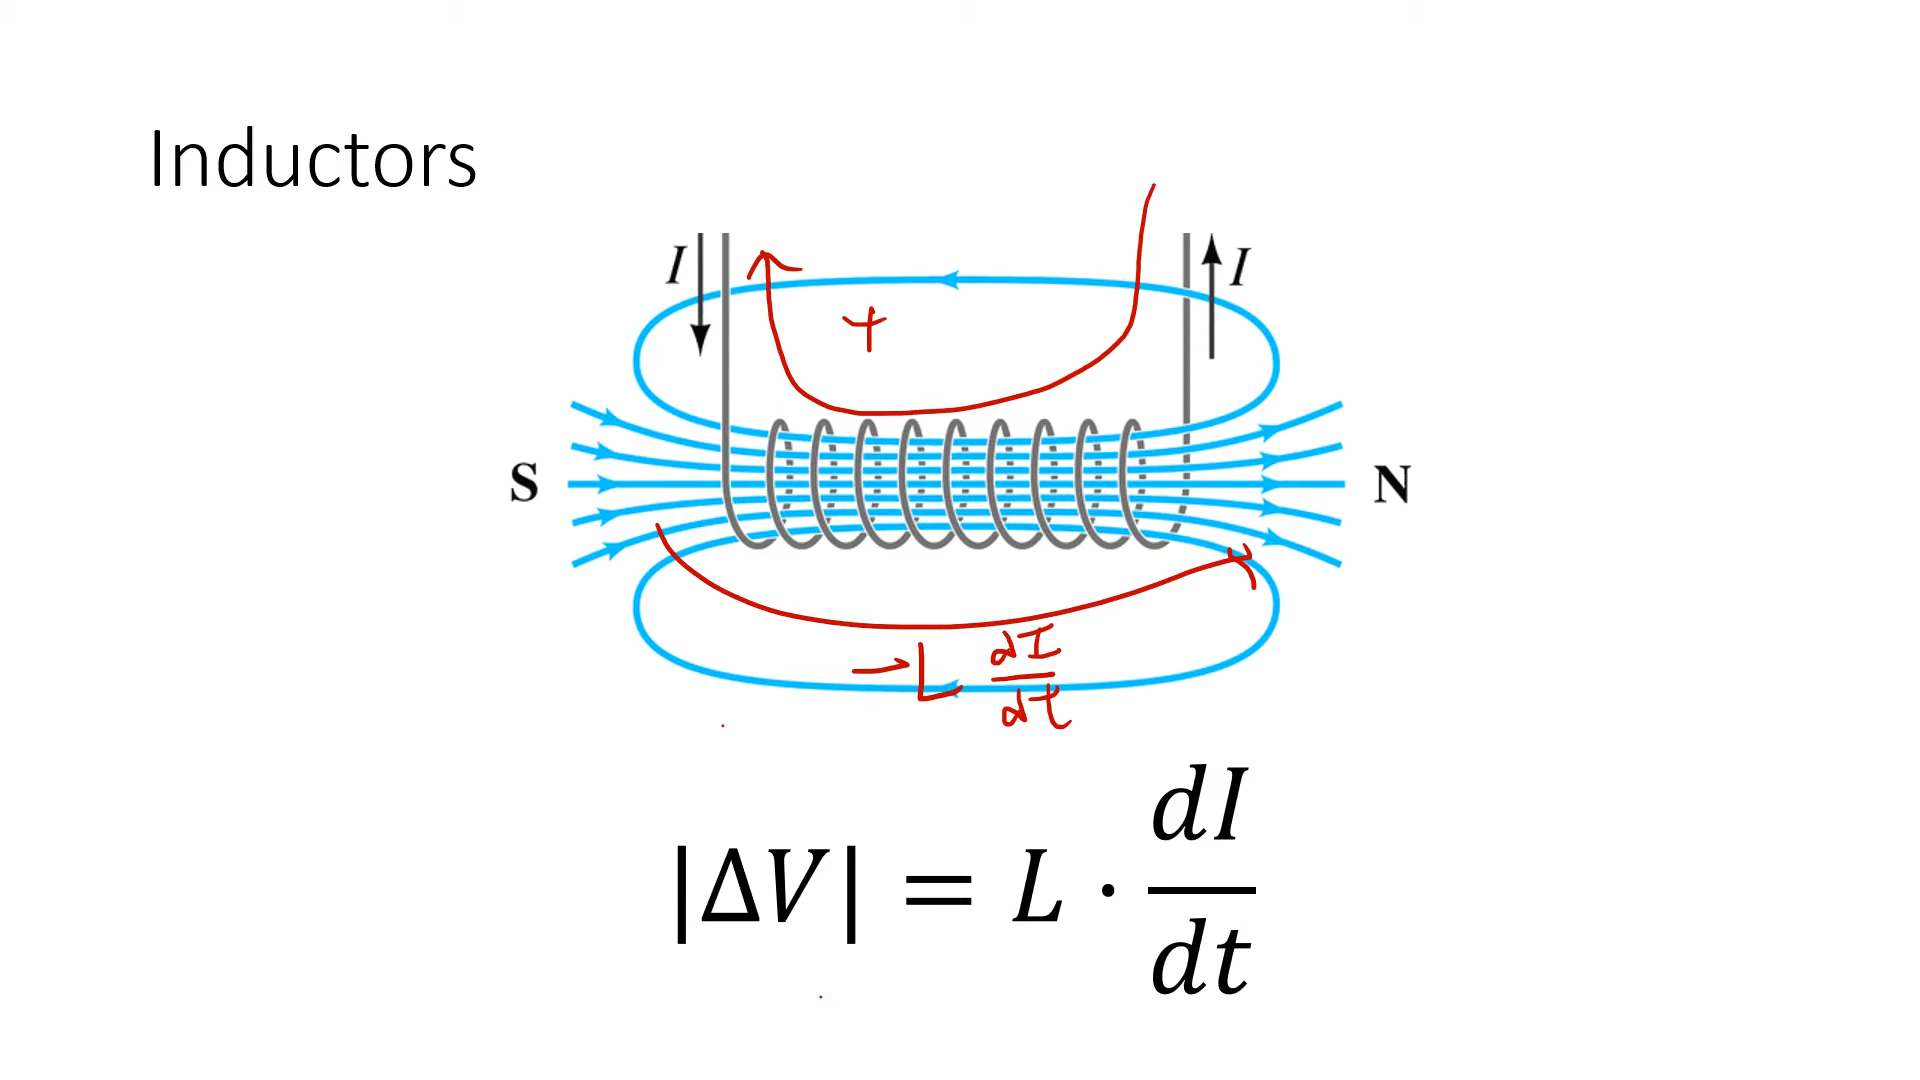 Inductors
I I
+
S N
-L dI/dt
|ΔV| = L · dI/dt